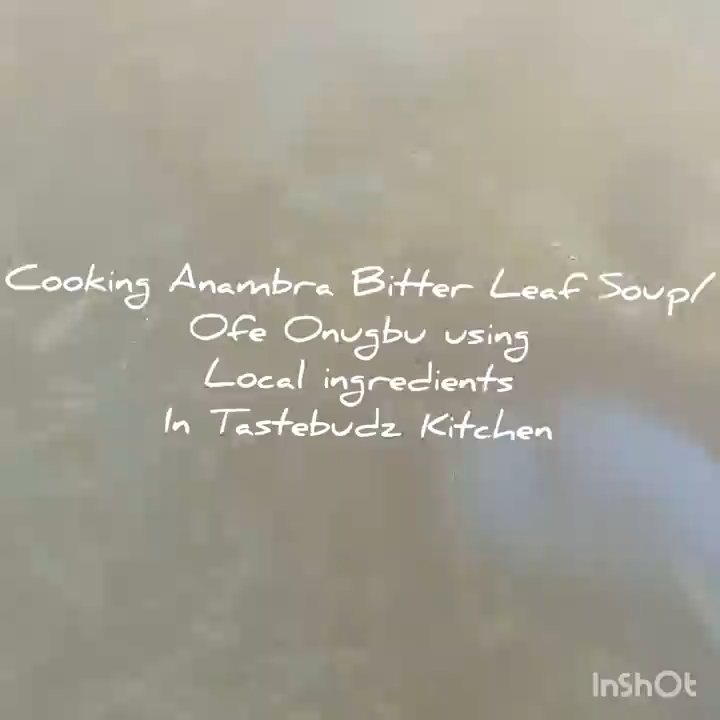 Cooking Anambra Bitter Leaf Soup/
Ofe Onugbu using
Local ingredients
In Tastebudz Kitchen
InShOt